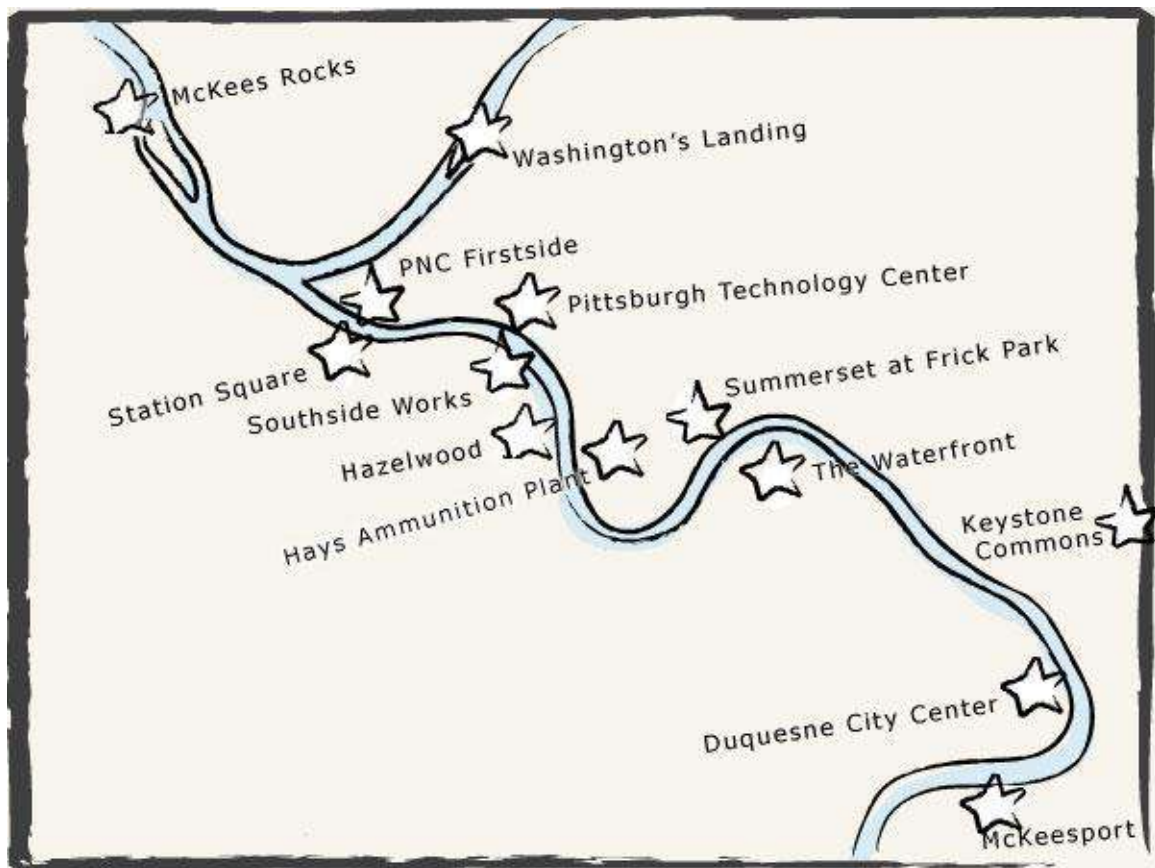 McKees Rocks
Washington's Landing
PNC Firstside
Pittsburgh Technology Center
Station Square
Summerset at Frick Park
Southside Works
Hazelwood
The Waterfront
Hays Ammunition Plant
Keystone
Commons
Duquesne City Center
McKeesport